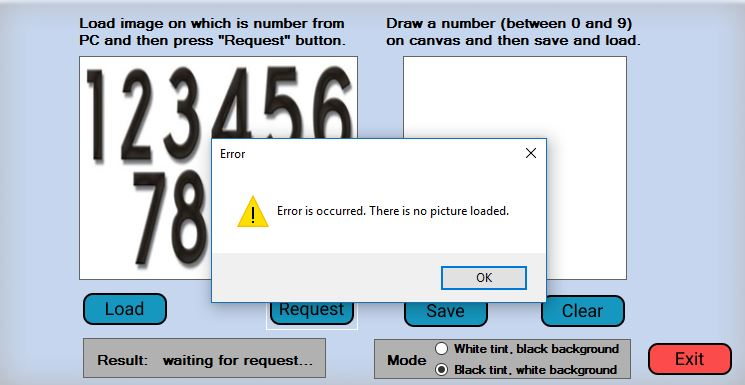 Load image on which is number from
PC and then press "Request" button.
Draw a number (between 0 and 9)
on canvas and then save and load.
123456
78
Error
Error is occurred. There is no picture loaded.
OK
Load
Request
Save
Clear
Result: waiting for request...
Mode
White tint, black background
Black tint, white background
Exit